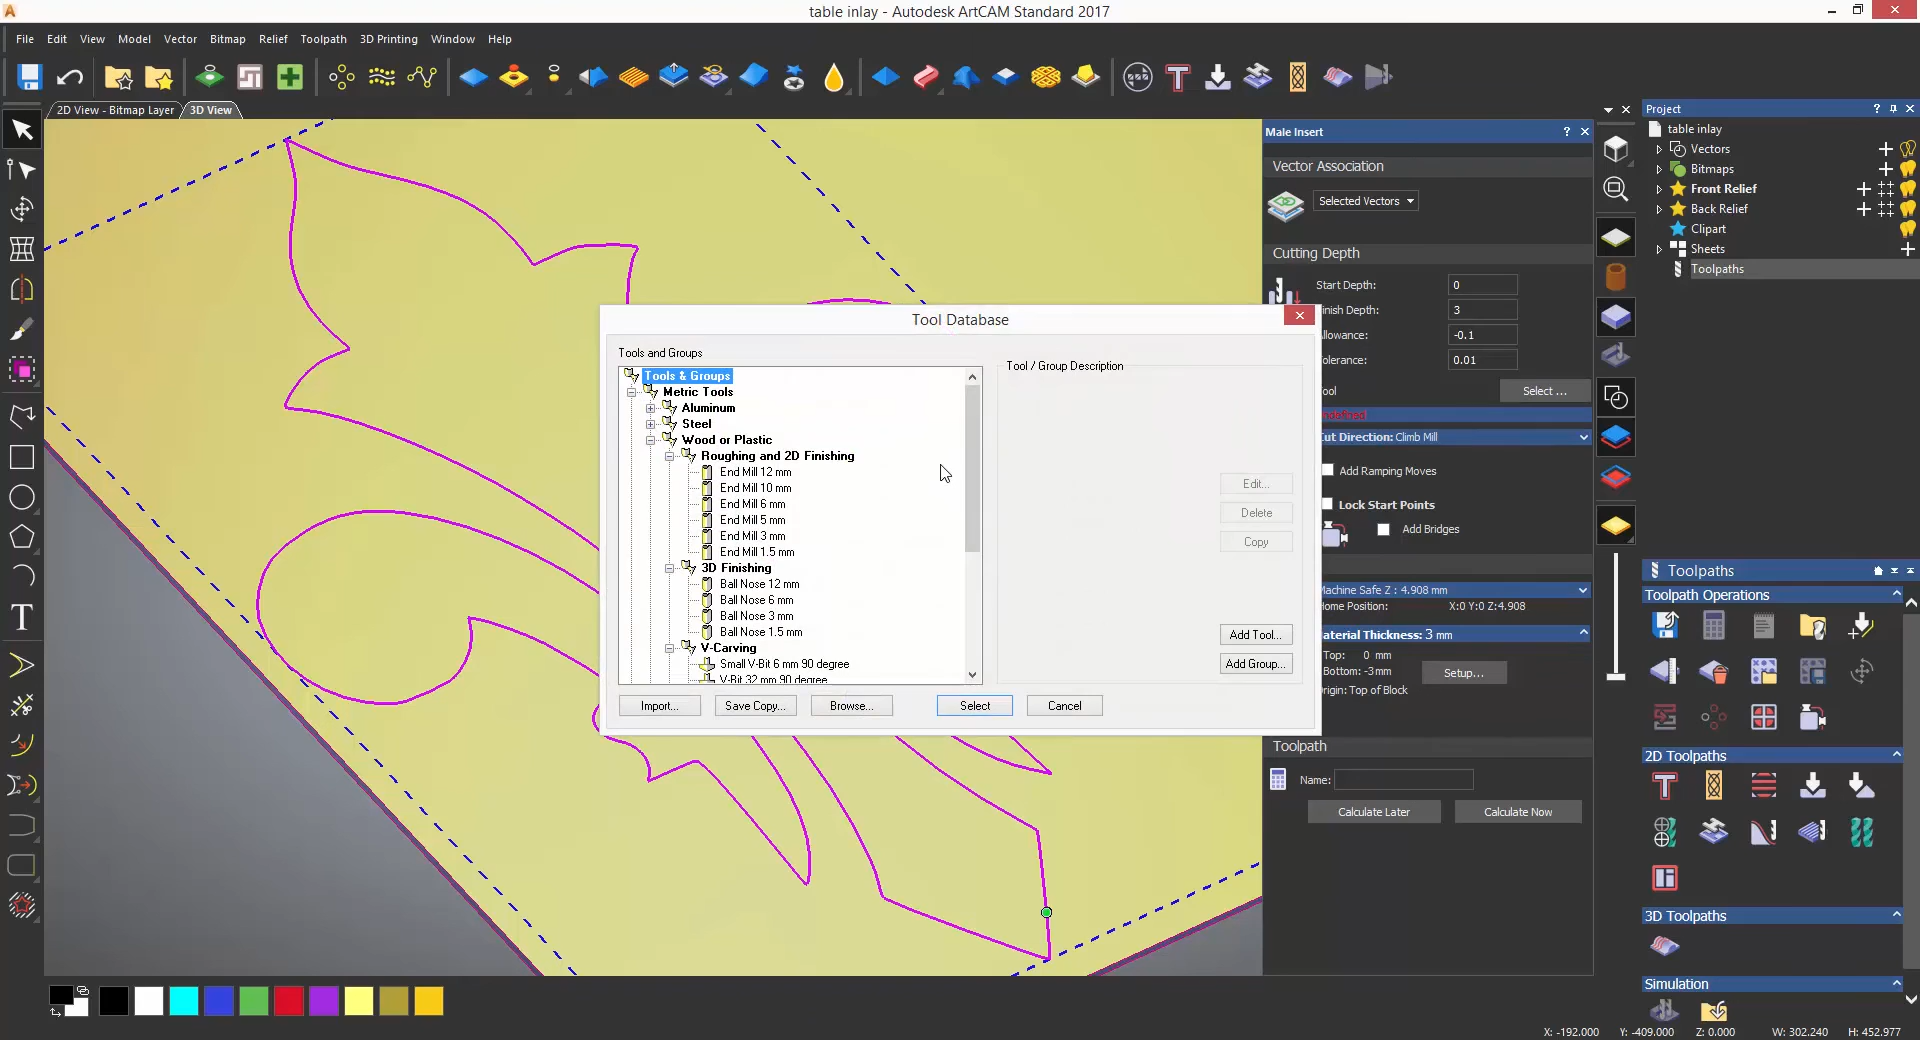 table inlay - Autodesk ArtCAM Standard 2017
File Edit View Model Vector Bitmap Relief Toolpath 3D Printing Window Help
2D View - Bitmap Layer 3D View
Male Insert
Vector Association
Selected Vectors
Cutting Depth
Start Depth: 0
inish Depth: 3
llowance: -0.1
olerance: 0.01
ool Select ...
ut Direction: Climb Mill
Add Ramping Moves
Lock Start Points
Add Bridges
achine Safe Z : 4.908 mm
ome Position: X:0 Y:0 Z:4.908
aterial Thickness: 3 mm
Top: 0 mm
Bottom: -3 mm
Setup...
rigin: Top of Block
Toolpath
Name:
Calculate Later Calculate Now
Tool Database
Tools and Groups
Tools & Groups
Metric Tools
Aluminum
Steel
Wood or Plastic
Roughing and 2D Finishing
End Mill 12 mm
End Mill 10 mm
End Mill 6 mm
End Mill 5 mm
End Mill 3 mm
End Mill 1.5 mm
3D Finishing
Ball Nose 12 mm
Ball Nose 6 mm
Ball Nose 3 mm
Ball Nose 1.5 mm
V-Carving
Small V-Bit 6 mm 90 degree
V-Bit 32 mm 90 degree
Tool / Group Description
Edit...
Delete
Copy
Add Tool...
Add Group...
Import... Save Copy... Browse... Select Cancel
Project
table inlay
Vectors
Bitmaps
Front Relief
Back Relief
Clipart
Sheets
Toolpaths
Toolpaths
Toolpath Operations
2D Toolpaths
3D Toolpaths
Simulation
X: -192.000 Y: -409.000 Z: 0.000 W: 302.240 H: 452.977